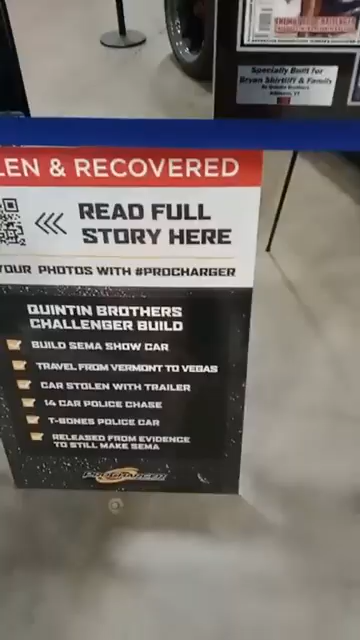 Specially Built for
Bryan Shirtliff & Family
LEN & RECOVERED
READ FULL
STORY HERE
YOUR PHOTOS WITH #PROCHARGER
QUINTIN BROTHERS
CHALLENGER BUILD
BUILD SEMA SHOW CAR
TRAVEL FROM VERMONT TO VEGAS
CAR STOLEN WITH TRAILER
14 CAR POLICE CHASE
T-BONES POLICE CAR
RELEASED FROM EVIDENCE
TO STILL MAKE SEMA
PROCHARGER